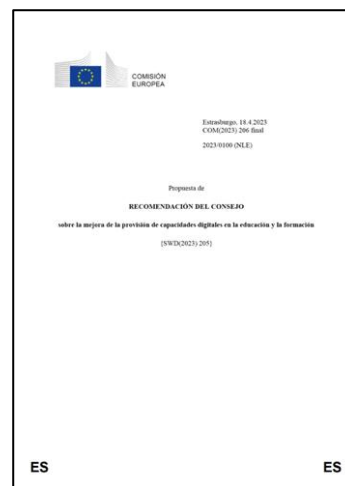 COMISIÓN
EUROPEA
Estrasburgo, 18.4.2023
COM(2023) 206 final
2023/0100 (NLE)
Propuesta de
RECOMENDACIÓN DEL CONSEJO
sobre la mejora de la provisión de capacidades digitales en la educación y la formación
{SWD(2023) 205}
ES ES